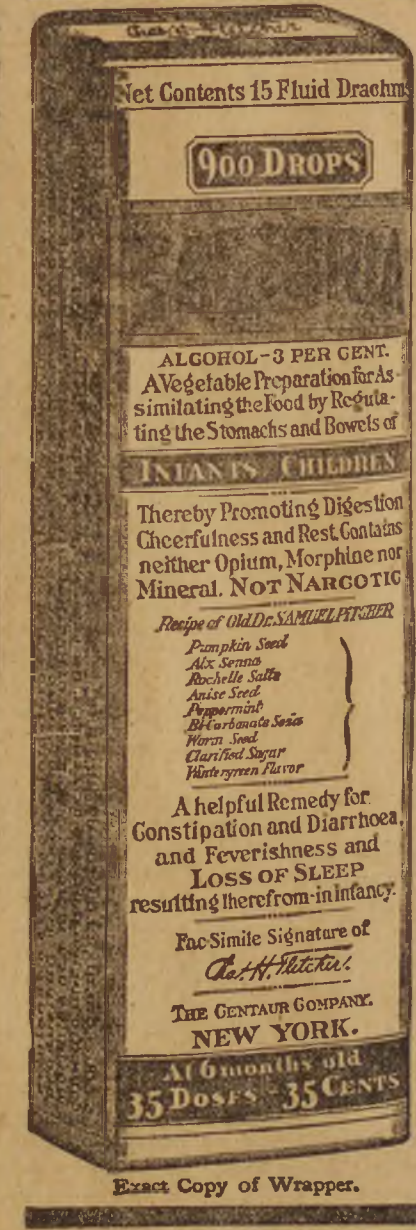 Net Contents 15 Fluid Drachms
900 DROPS
CASTORIA
ALCOHOL-3 PER CENT.
A Vegetable Preparation for As-
similating the Food by Regula-
ting the Stomachs and Bowels of
INFANTS CHILDREN
Thereby Promoting Digestion
Cheerfulness and Rest. Contains
neither Opium, Morphine nor
Mineral. NOT NARCOTIC
Recipe of Old Dr. SAMUEL PITCHER
Pumpkin Seed
Alx Senna
Rochelle Salts
Anise Seed
Peppermint
Bi Carbonate Soda
Worm Seed
Clarified Sugar
Wintergreen Flavor
A helpful Remedy for
Constipation and Diarrhoea,
and Feverishness and
LOSS OF SLEEP
resulting therefrom-in Infancy.
Fac-Simile Signature of
Chas. H. Fletcher.
THE CENTAUR COMPANY.
NEW YORK.
At 6 months old
35 DOSES - 35 CENTS
Exact Copy of Wrapper.